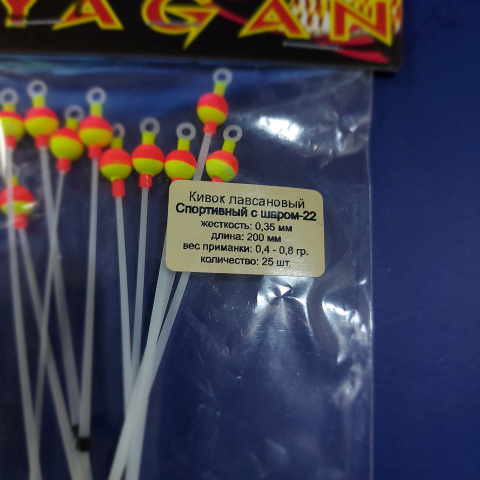 YAGAN
Кивок лавсановый
Спортивный с шаром-22
жесткость: 0,35 мм
длина: 200 мм
вес приманки: 0,4 - 0,8 гр.
количество: 25 шт.